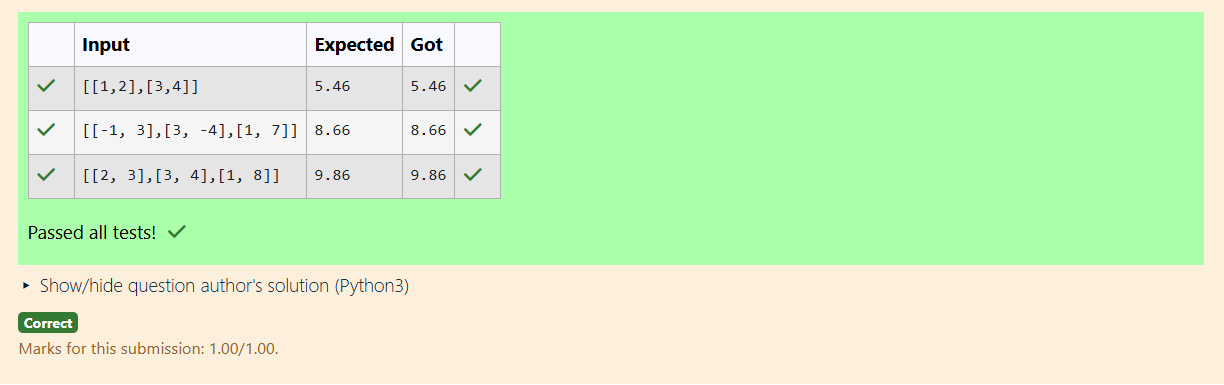 Input Expected Got
[[1,2],[3,4]] 5.46 5.46
[[-1, 3],[3, -4],[1, 7]] 8.66 8.66
[[2, 3],[3, 4],[1, 8]] 9.86 9.86
Passed all tests!
Show/hide question author's solution (Python3)
Correct
Marks for this submission: 1.00/1.00.